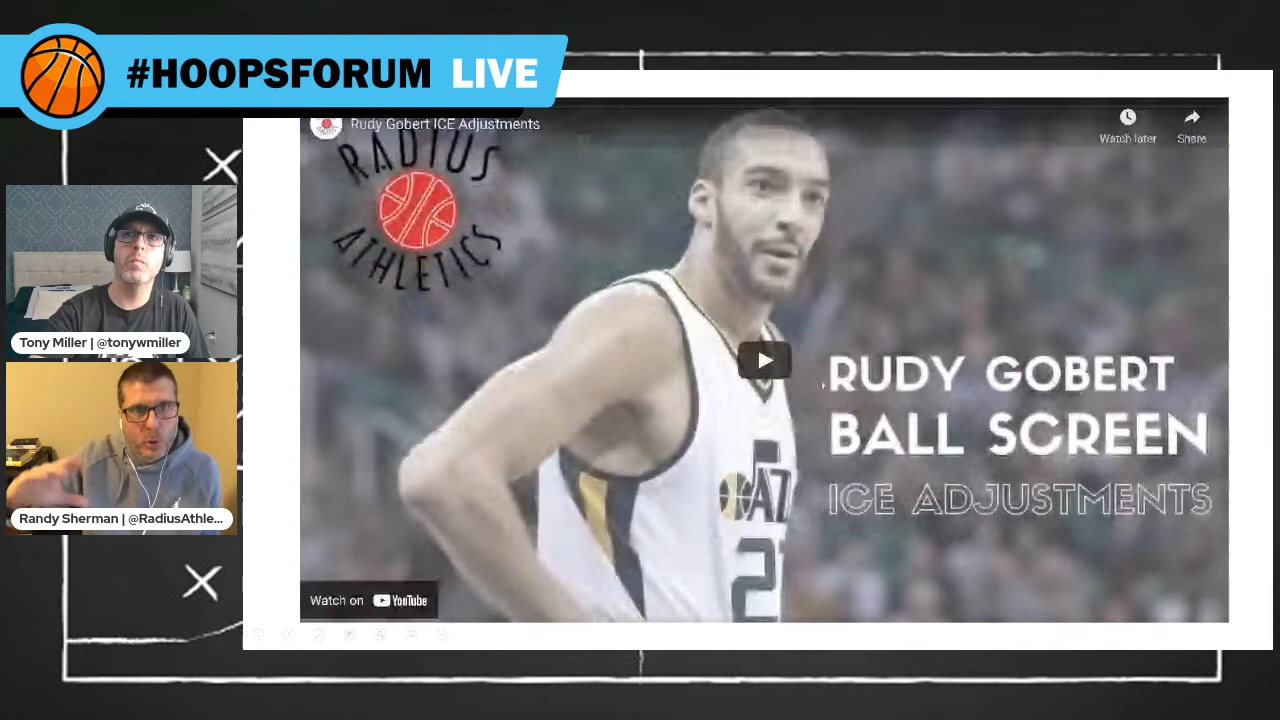 #HOOPSFORUM LIVE
Rudy Gobert ICE Adjustments
Watch later
Share
RADIUS
ATHLETICS
RUDY GOBERT
BALL SCREEN
ICE ADJUSTMENTS
Tony Miller | @tonywmiller
Randy Sherman | @RadiusAthle...
Watch on YouTube